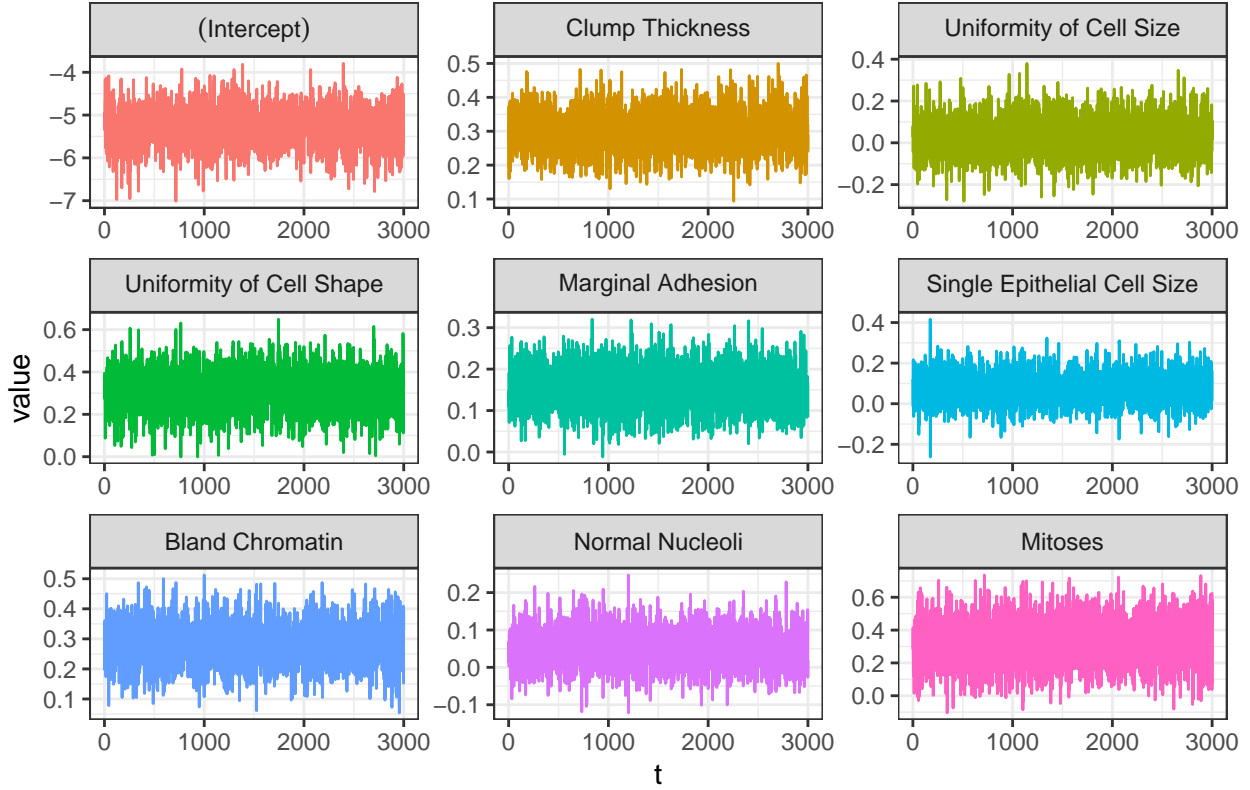 (Intercept)
Clump Thickness
Uniformity of Cell Size
−4
−5
−6
−7
0 1000 2000 3000
0.5
0.4
0.3
0.2
0.1
0 1000 2000 3000
0.4
0.2
0.0
−0.2
0 1000 2000 3000
Uniformity of Cell Shape
Marginal Adhesion
Single Epithelial Cell Size
0.6
0.4
0.2
0.0
0 1000 2000 3000
0.3
0.2
0.1
0.0
0 1000 2000 3000
0.4
0.2
0.0
−0.2
0 1000 2000 3000
Bland Chromatin
Normal Nucleoli
Mitoses
0.5
0.4
0.3
0.2
0.1
0 1000 2000 3000
0.2
0.1
0.0
−0.1
0 1000 2000 3000
0.6
0.4
0.2
0.0
0 1000 2000 3000
value
t